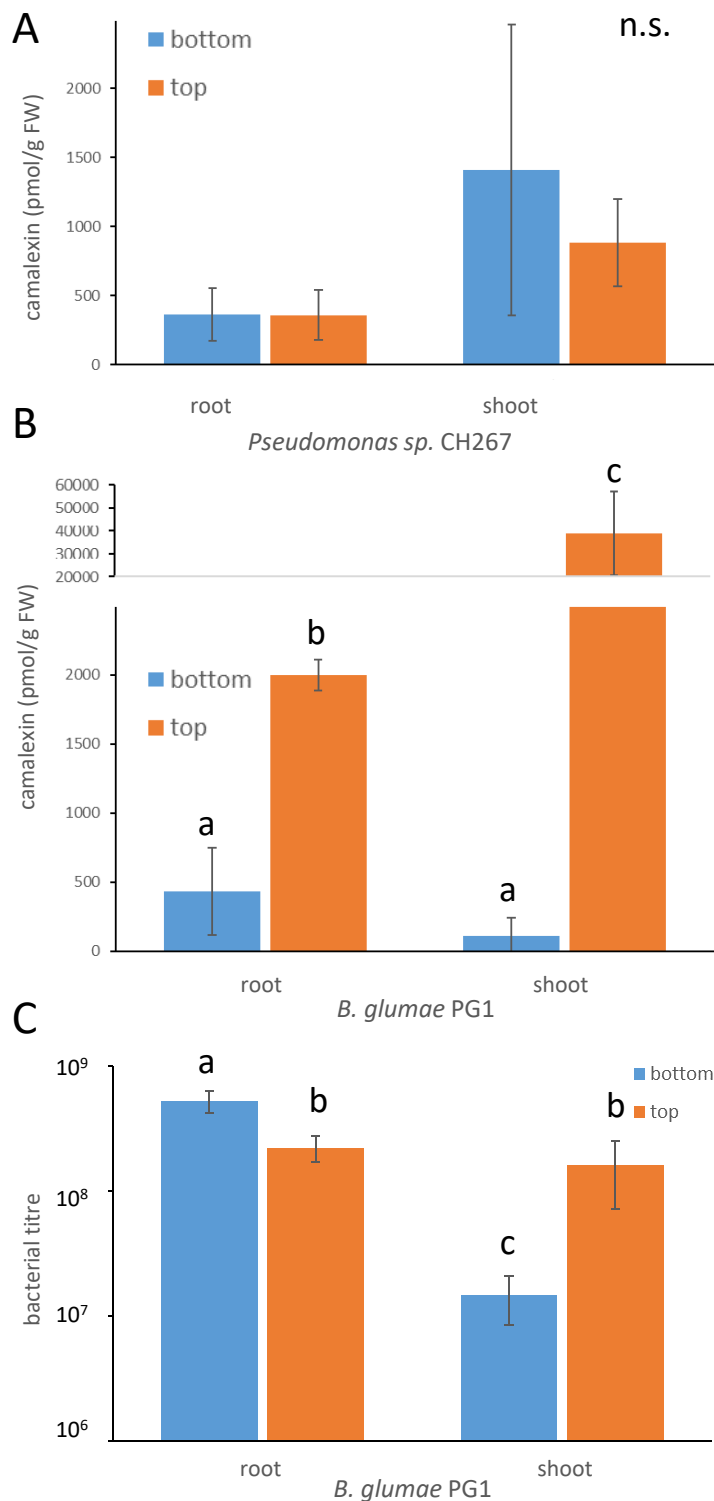 A
n.s.
bottom
top
camalexin (pmol/g FW)
2000
1500
1000
500
0
root
shoot
Pseudomonas sp. CH267
B
60000
50000
40000
30000
20000
c
camalexin (pmol/g FW)
bottom
top
2000
1500
1000
500
0
a
b
a
root
shoot
B. glumae PG1
C
bacterial titre
10⁹
10⁸
10⁷
10⁶
bottom
top
a
b
c
b
root
shoot
B. glumae PG1